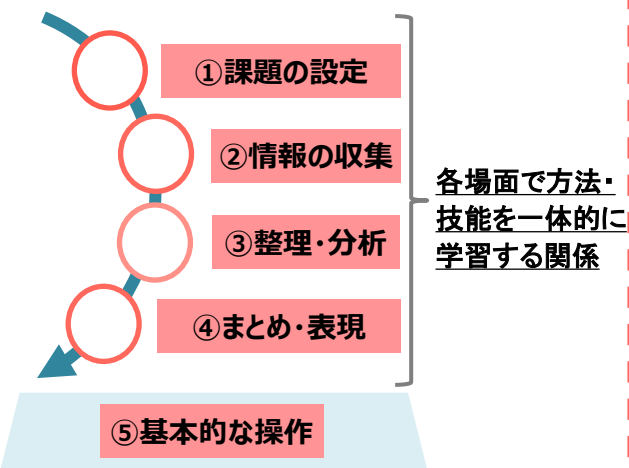 ①課題の設定
②情報の収集
③整理・分析
④まとめ・表現
各場面で方法・
技能を一体的に
学習する関係
⑤基本的な操作